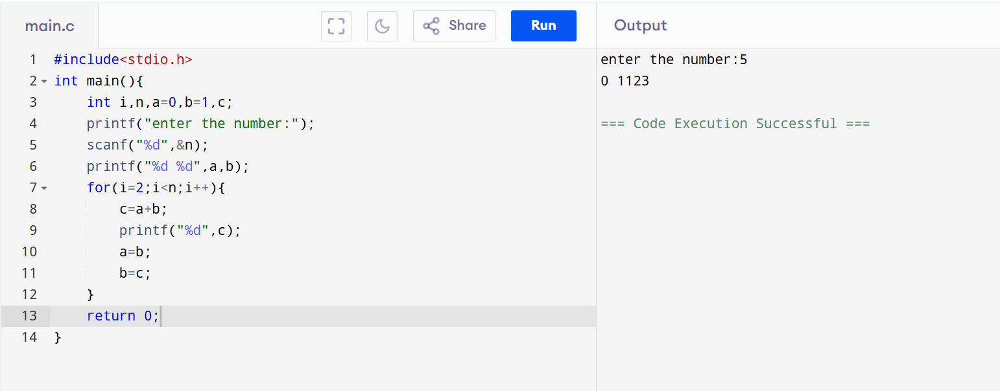 main.c Share Run Output
1 #include<stdio.h>
2 int main(){
3     int i,n,a=0,b=1,c;
4     printf("enter the number:");
5     scanf("%d",&n);
6     printf("%d %d",a,b);
7     for(i=2;i<n;i++){
8         c=a+b;
9         printf("%d",c);
10         a=b;
11         b=c;
12     }
13     return 0;
14 }
enter the number:5
0 1123
=== Code Execution Successful ===